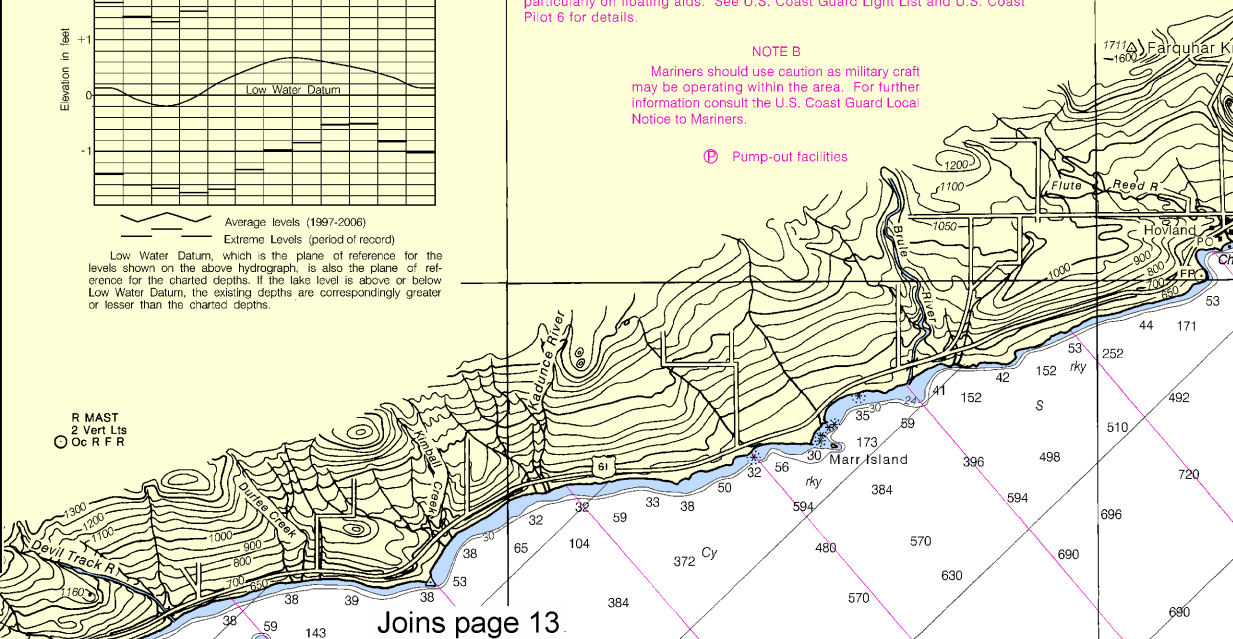 particularly on floating aids. See U.S. Coast Guard Light List and U.S. Coast
Pilot 6 for details.
NOTE B
Mariners should use caution as military craft
may be operating within the area. For further
information consult the U.S. Coast Guard Local
Notice to Mariners.
P Pump-out facilities
Elevation in feet
+1
0
-1
Low Water Datum
Average levels (1997-2006)
Extreme Levels (period of record)
Low Water Datum, which is the plane of reference for the
levels shown on the above hydrograph, is also the plane of ref-
erence for the charted depths. If the lake level is above or below
Low Water Datum, the existing depths are correspondingly greater
or lesser than the charted depths.
1711
Farquhar
1600
1200
1100
1050
Flute Reed R
Hovland
PO
FP
Ch
Brule River
1000
900
800
700
650
53
44
171
53
252
rky
152
42
492
510
S
41
152
24
30
35
59
173
30
Marr Island
396
498
720
384
594
594
696
Kadunce River
61
R MAST
2 Vert Lts
Oc R F R
Kimball Creek
Durfee Creek
Devil Track R
1300
1200
1100
1000
900
800
700
650
1160
32
56
rky
50
38
33
32
59
32
30
38
65
104
372
Cy
480
570
690
630
570
384
690
53
38
39
38
38
59
143
Joins page 13